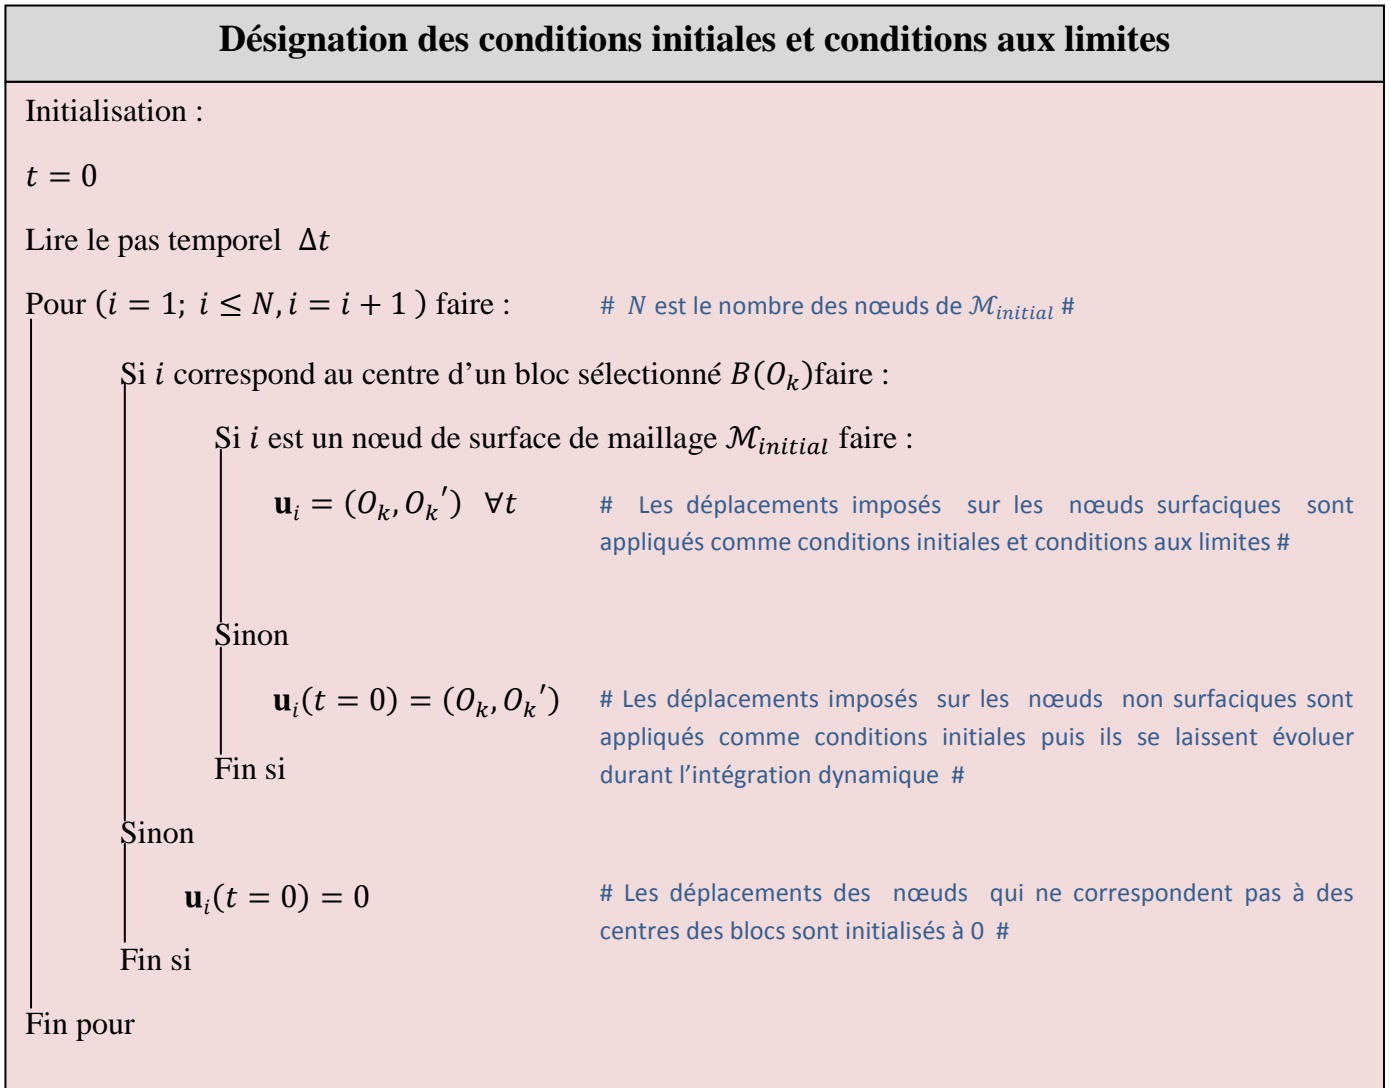 Désignation des conditions initiales et conditions aux limites
Initialisation :
t = 0
Lire le pas temporel Δt
Pour (i = 1; i ≤ N, i = i + 1 ) faire : # N est le nombre des nœuds de ℳ_initial #
Si i correspond au centre d’un bloc sélectionné B(O_k)faire :
Si i est un nœud de surface de maillage ℳ_initial faire :
u_i = (O_k, O_k′) ∀t # Les déplacements imposés sur les nœuds surfaciques sont
appliqués comme conditions initiales et conditions aux limites #
Sinon
u_i(t = 0) = (O_k, O_k′) # Les déplacements imposés sur les nœuds non surfaciques sont
appliqués comme conditions initiales puis ils se laissent évoluer
Fin si
durant l’intégration dynamique #
Sinon
u_i(t = 0) = 0 # Les déplacements des nœuds qui ne correspondent pas à des
centres des blocs sont initialisés à 0 #
Fin si
Fin pour